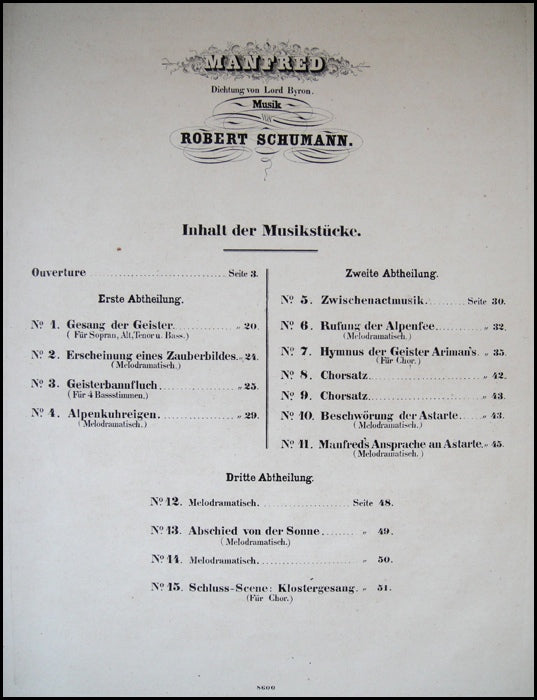 MANFRED
Dichtung von Lord Byron.
Musik
von
ROBERT SCHUMANN.
Inhalt der Musikstücke.
Ouverture Seite 3.
Erste Abtheilung.
No 1. Gesang der Geister „ 20.
(Für Sopran, Alt, Tenor u. Bass.)
No 2. Erscheinung eines Zauberbildes. „ 24.
(Melodramatisch.)
No 3. Geisterbannfluch „ 25.
(Für 4 Bassstimmen.)
No 4. Alpenkuhreigen „ 29.
(Melodramatisch.)
Zweite Abtheilung.
No 5. Zwischenactmusik. Seite 30.
No 6. Rufung der Alpenfee „ 32.
(Melodramatisch.)
No 7. Hymnus der Geister Ariman's. „ 35.
(Für Chor.)
No 8. Chorsatz „ 42.
No 9. Chorsatz „ 43.
No 10. Beschwörung der Astarte „ 43.
(Melodramatisch.)
No 11. Manfred's Ansprache an Astarte. „ 45.
(Melodramatisch.)
Dritte Abtheilung.
No 12. Melodramatisch. Seite 48.
No 13. Abschied von der Sonne „ 49.
(Melodramatisch.)
No 14. Melodramatisch. „ 50.
No 15. Schluss-Scene: Klostergesang. „ 51.
(Für Chor.)
8600